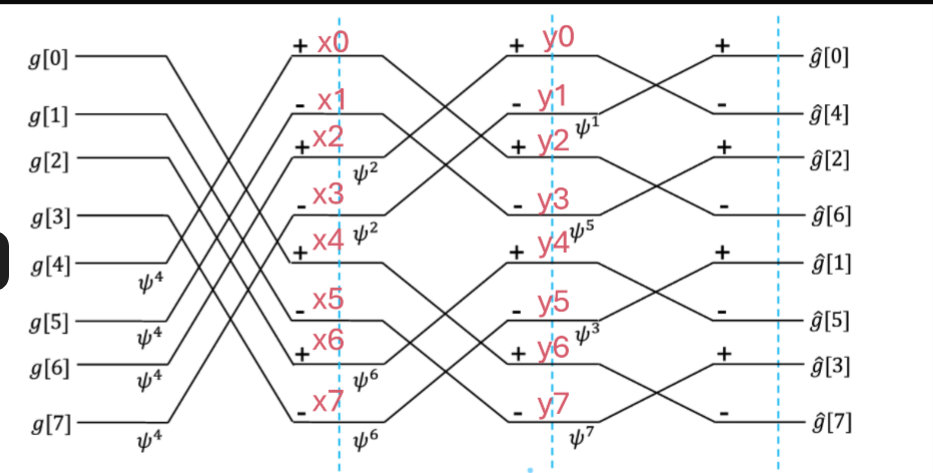 g[0] + x0 + y0 + ĝ[0]
g[1] - x1 - y1 ψ¹ - ĝ[4]
g[2] + x2 ψ² + y2 + ĝ[2]
g[3] - x3 ψ² - y3 ψ⁵ - ĝ[6]
g[4] ψ⁴ + x4 + y4 + ĝ[1]
g[5] ψ⁴ - x5 - y5 ψ³ - ĝ[5]
g[6] ψ⁴ + x6 ψ⁶ + y6 + ĝ[3]
g[7] ψ⁴ - x7 ψ⁶ - y7 ψ⁷ - ĝ[7]